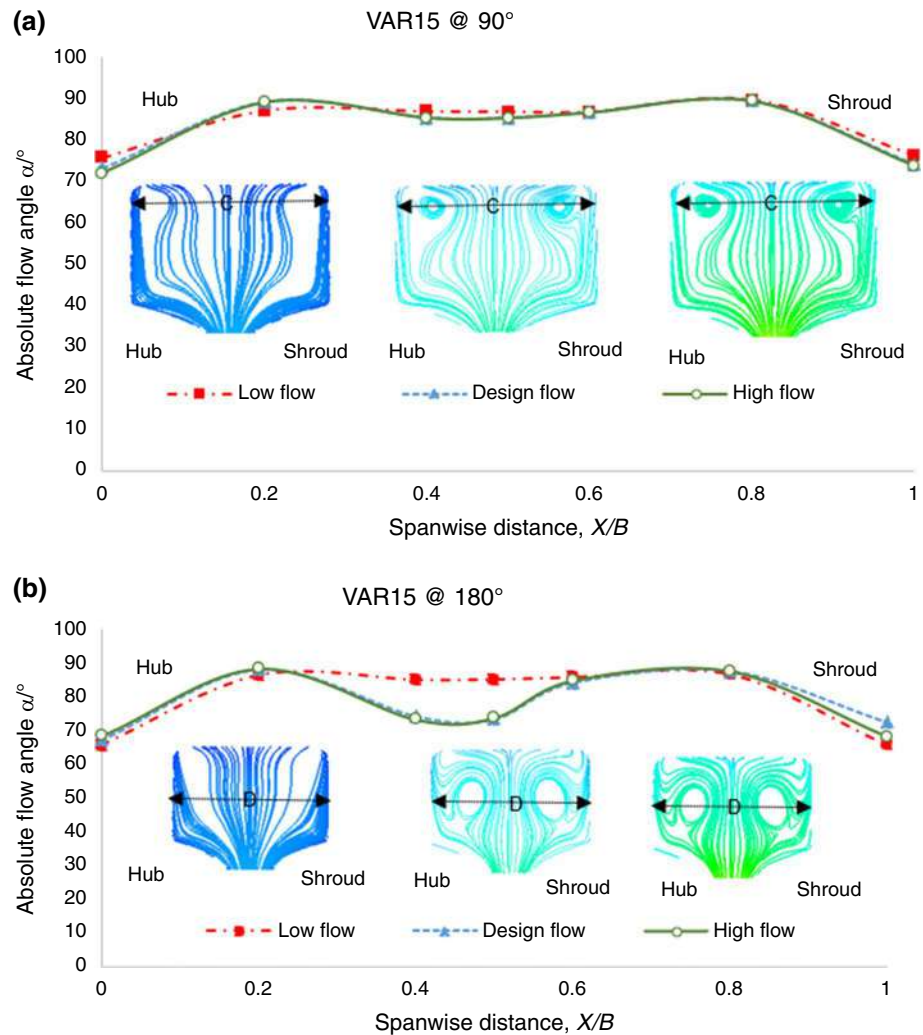 (a)
VAR15 @ 90°
100
90
80
70
60
50
40
30
20
10
0
Absolute flow angle α/°
Hub
Shroud
C
C
C
Hub
Shroud
Hub
Shroud
Hub
Shroud
Low flow
Design flow
High flow
0
0.2
0.4
0.6
0.8
1
Spanwise distance, X/B
(b)
VAR15 @ 180°
100
90
80
70
60
50
40
30
20
10
0
Absolute flow angle α/°
Hub
Shroud
D
D
D
Hub
Shroud
Hub
Shroud
Hub
Shroud
Low flow
Design flow
High flow
0
0.2
0.4
0.6
0.8
1
Spanwise distance, X/B